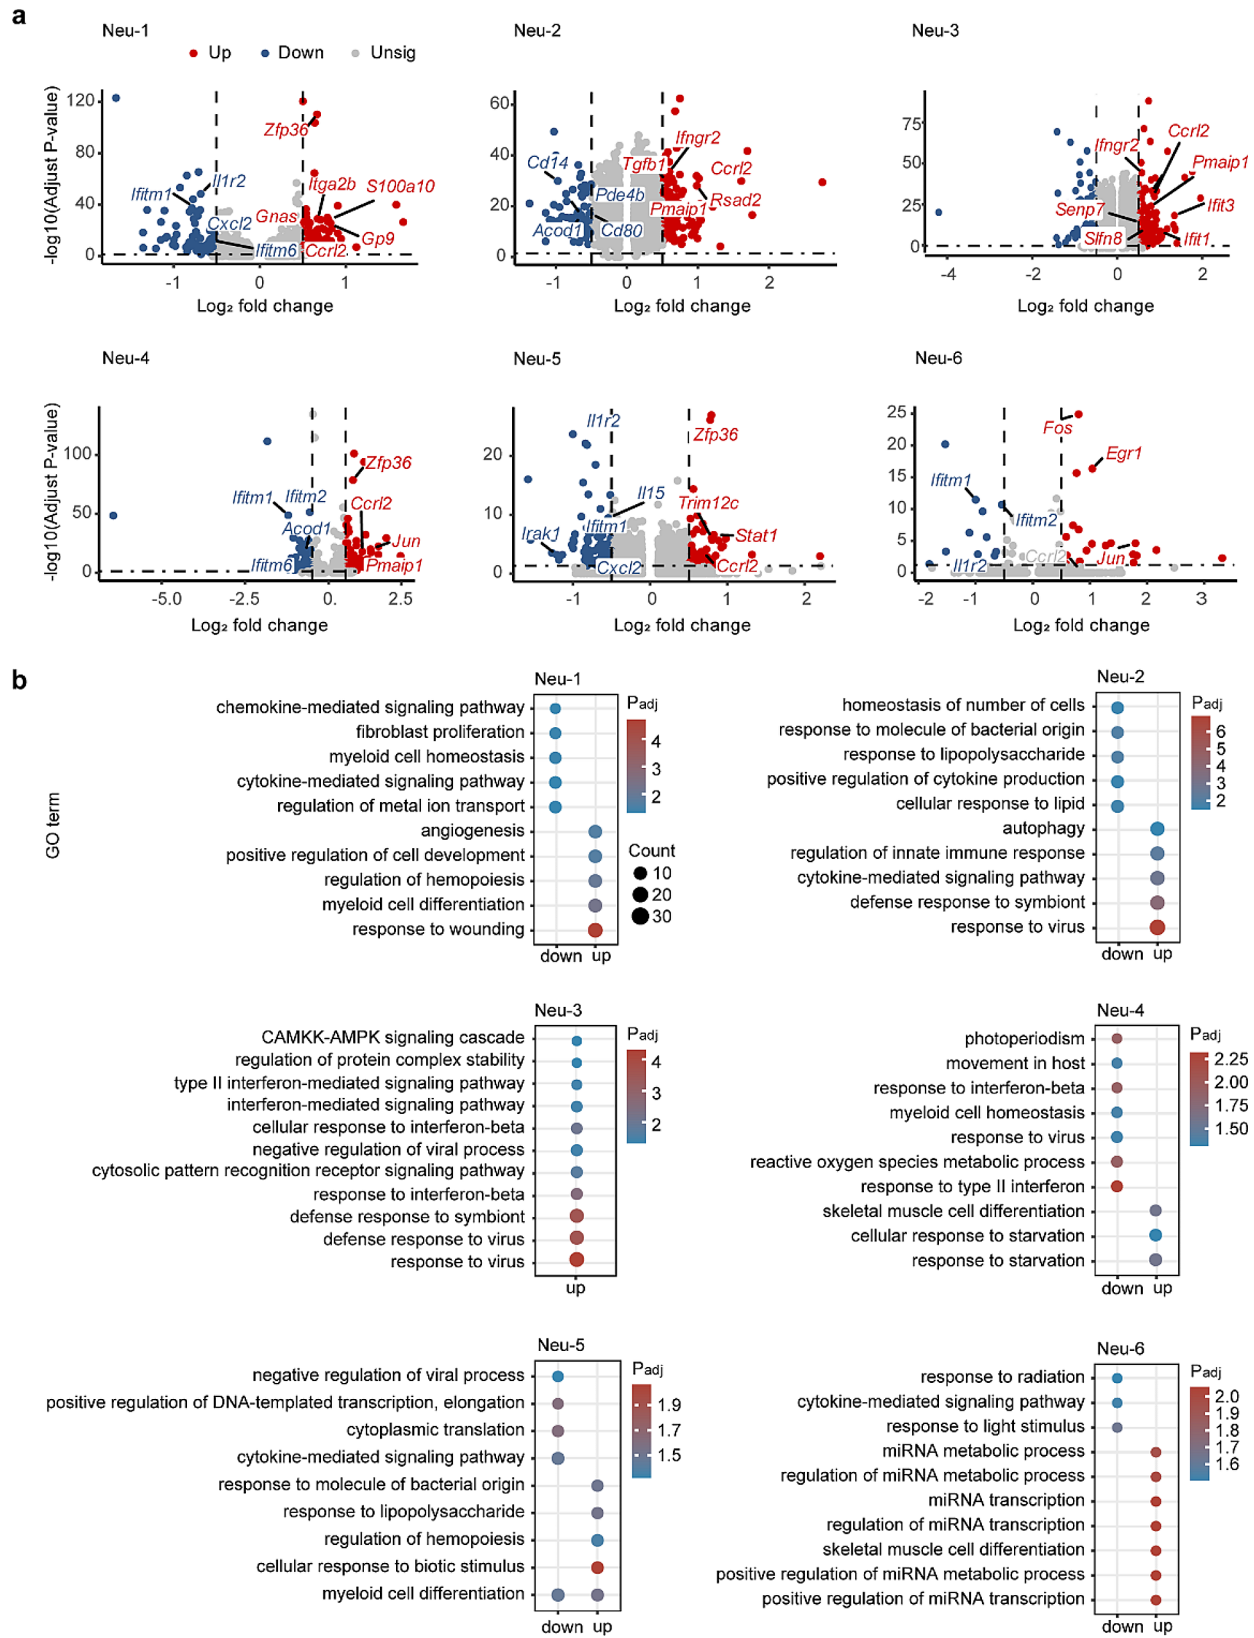 a
Neu-1
Up Down Unsig
-log10(Adjust P-value)
120
80
40
0
Zfp36
Ifitm1
Il1r2
Itga2b
S100a10
Gnas
Cxcl2
Gp9
Ifitm6
Ccrl2
-1 0 1
Log₂ fold change
Neu-2
60
40
20
0
Ifngr2
Cd14
Tgfb1
Ccrl2
Pde4b
Rsad2
Pmaip1
Acod1
Cd80
-1 0 1 2
Log₂ fold change
Neu-3
75
50
25
0
Ccrl2
Ifngr2
Pmaip1
Senp7
Ifit3
Slfn8
Ifit1
-4 -2 0 2
Log₂ fold change
Neu-4
-log10(Adjust P-value)
100
50
0
Zfp36
Ifitm1
Ifitm2
Ccrl2
Acod1
Jun
Ifitm6
Pmaip1
-5.0 -2.5 0.0 2.5
Log₂ fold change
Neu-5
20
10
0
Il1r2
Zfp36
Il15
Trim12c
Irak1
Ifitm1
Stat1
Cxcl2
Ccrl2
-1 0 1 2
Log₂ fold change
Neu-6
25
20
15
10
5
0
Fos
Egr1
Ifitm1
Ifitm2
Ccrl2
Jun
Il1r2
-2 -1 0 1 2 3
Log₂ fold change
b
GO term
Neu-1
chemokine-mediated signaling pathway
fibroblast proliferation
myeloid cell homeostasis
cytokine-mediated signaling pathway
regulation of metal ion transport
angiogenesis
positive regulation of cell development
regulation of hemopoiesis
myeloid cell differentiation
response to wounding
down up
Padj
4
3
2
Count
10
20
30
Neu-2
homeostasis of number of cells
response to molecule of bacterial origin
response to lipopolysaccharide
positive regulation of cytokine production
cellular response to lipid
autophagy
regulation of innate immune response
cytokine-mediated signaling pathway
defense response to symbiont
response to virus
down up
Padj
6
5
4
3
2
Neu-3
CAMKK-AMPK signaling cascade
regulation of protein complex stability
type II interferon-mediated signaling pathway
interferon-mediated signaling pathway
cellular response to interferon-beta
negative regulation of viral process
cytosolic pattern recognition receptor signaling pathway
response to interferon-beta
defense response to symbiont
defense response to virus
response to virus
up
Padj
4
3
2
Neu-4
photoperiodism
movement in host
response to interferon-beta
myeloid cell homeostasis
response to virus
reactive oxygen species metabolic process
response to type II interferon
skeletal muscle cell differentiation
cellular response to starvation
response to starvation
down up
Padj
2.25
2.00
1.75
1.50
Neu-5
negative regulation of viral process
positive regulation of DNA-templated transcription, elongation
cytoplasmic translation
cytokine-mediated signaling pathway
response to molecule of bacterial origin
response to lipopolysaccharide
regulation of hemopoiesis
cellular response to biotic stimulus
myeloid cell differentiation
down up
Padj
1.9
1.7
1.5
Neu-6
response to radiation
cytokine-mediated signaling pathway
response to light stimulus
miRNA metabolic process
regulation of miRNA metabolic process
miRNA transcription
regulation of miRNA transcription
skeletal muscle cell differentiation
positive regulation of miRNA metabolic process
positive regulation of miRNA transcription
down up
Padj
2.0
1.9
1.8
1.7
1.6